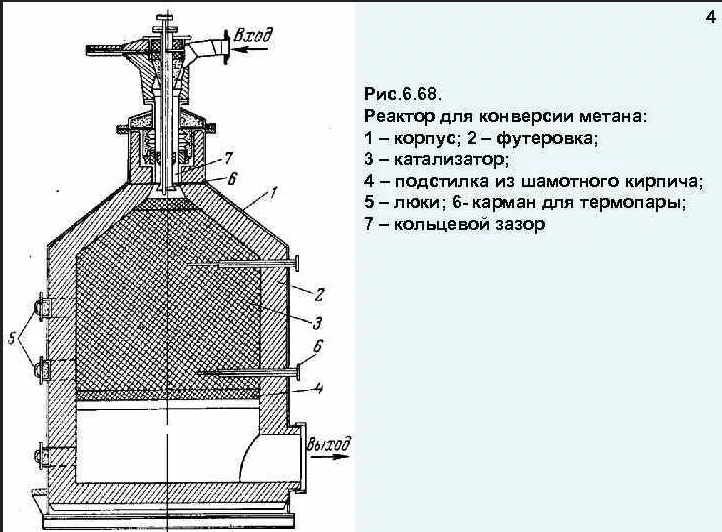 4
Вход
Рис.6.68.
Реактор для конверсии метана:
1 – корпус; 2 – футеровка;
3 – катализатор;
4 – подстилка из шамотного кирпича;
5 – люки; 6- карман для термопары;
7 – кольцевой зазор
7
6
1
2
3
5
6
4
Выход